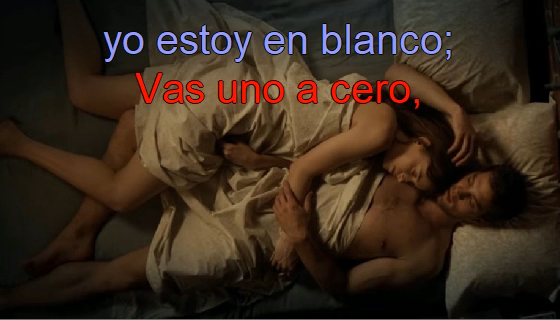 yo estoy en blanco;
Vas uno a cero,